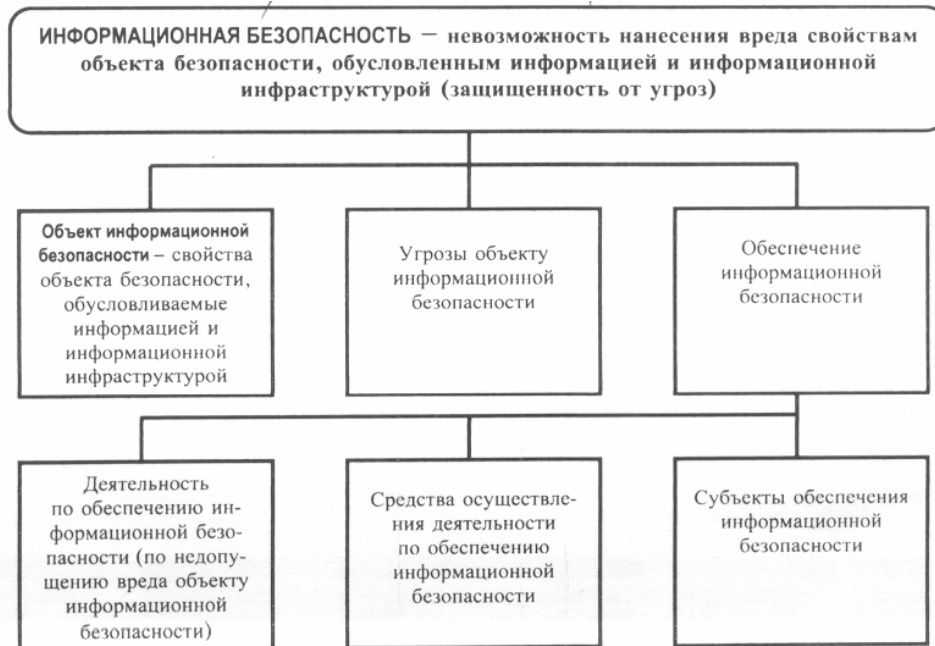 ИНФОРМАЦИОННАЯ БЕЗОПАСНОСТЬ – невозможность нанесения вреда свойствам
объекта безопасности, обусловленным информацией и информационной
инфраструктурой (защищенность от угроз)
Объект информационной
безопасности – свойства
объекта безопасности,
обусловливаемые
информацией и
информационной
инфраструктурой
Угрозы объекту
информационной
безопасности
Обеспечение
информационной
безопасности
Деятельность
по обеспечению ин-
формационной безо-
пасности (по недопу-
щению вреда объекту
информационной
безопасности)
Средства осуществле-
ния деятельности
по обеспечению
информационной
безопасности
Субъекты обеспечения
информационной
безопасности